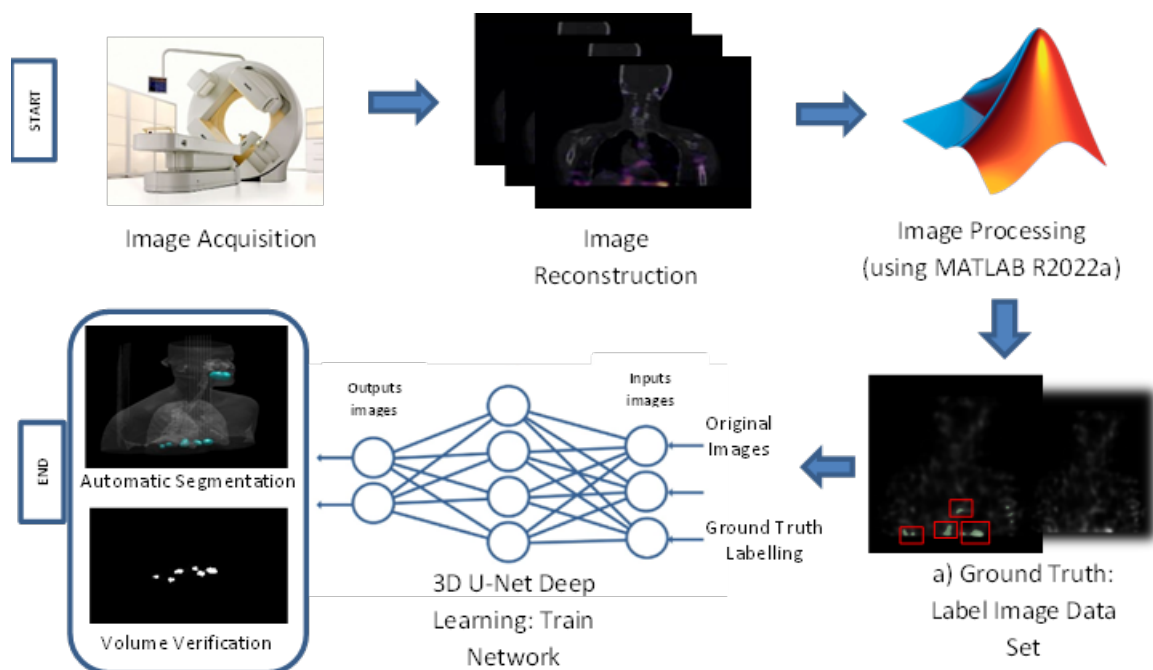 START
Image Acquisition
Image
Reconstruction
Image Processing
(using MATLAB R2022a)
a) Ground Truth:
Label Image Data
Set
Inputs
images
Original
Images
Ground Truth
Labelling
Outputs
images
3D U-Net Deep
Learning: Train
Network
Automatic Segmentation
Volume Verification
END